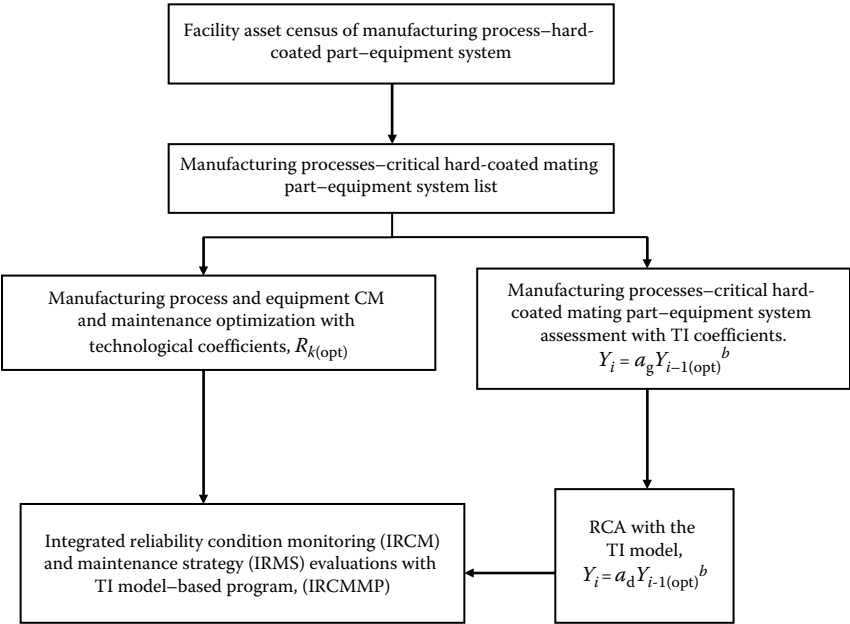 Facility asset census of manufacturing process–hard-
coated part–equipment system
Manufacturing processes–critical hard-coated mating
part–equipment system list
Manufacturing process and equipment CM
and maintenance optimization with
technological coefficients, R_k(opt)
Manufacturing processes–critical hard-
coated mating part–equipment system
assessment with TI coefficients.
Y_i = a_g Y_i–1(opt)^b
Integrated reliability condition monitoring (IRCM)
and maintenance strategy (IRMS) evaluations with
TI model–based program, (IRCMMP)
RCA with the
TI model,
Y_i = a_d Y_i-1(opt)^b